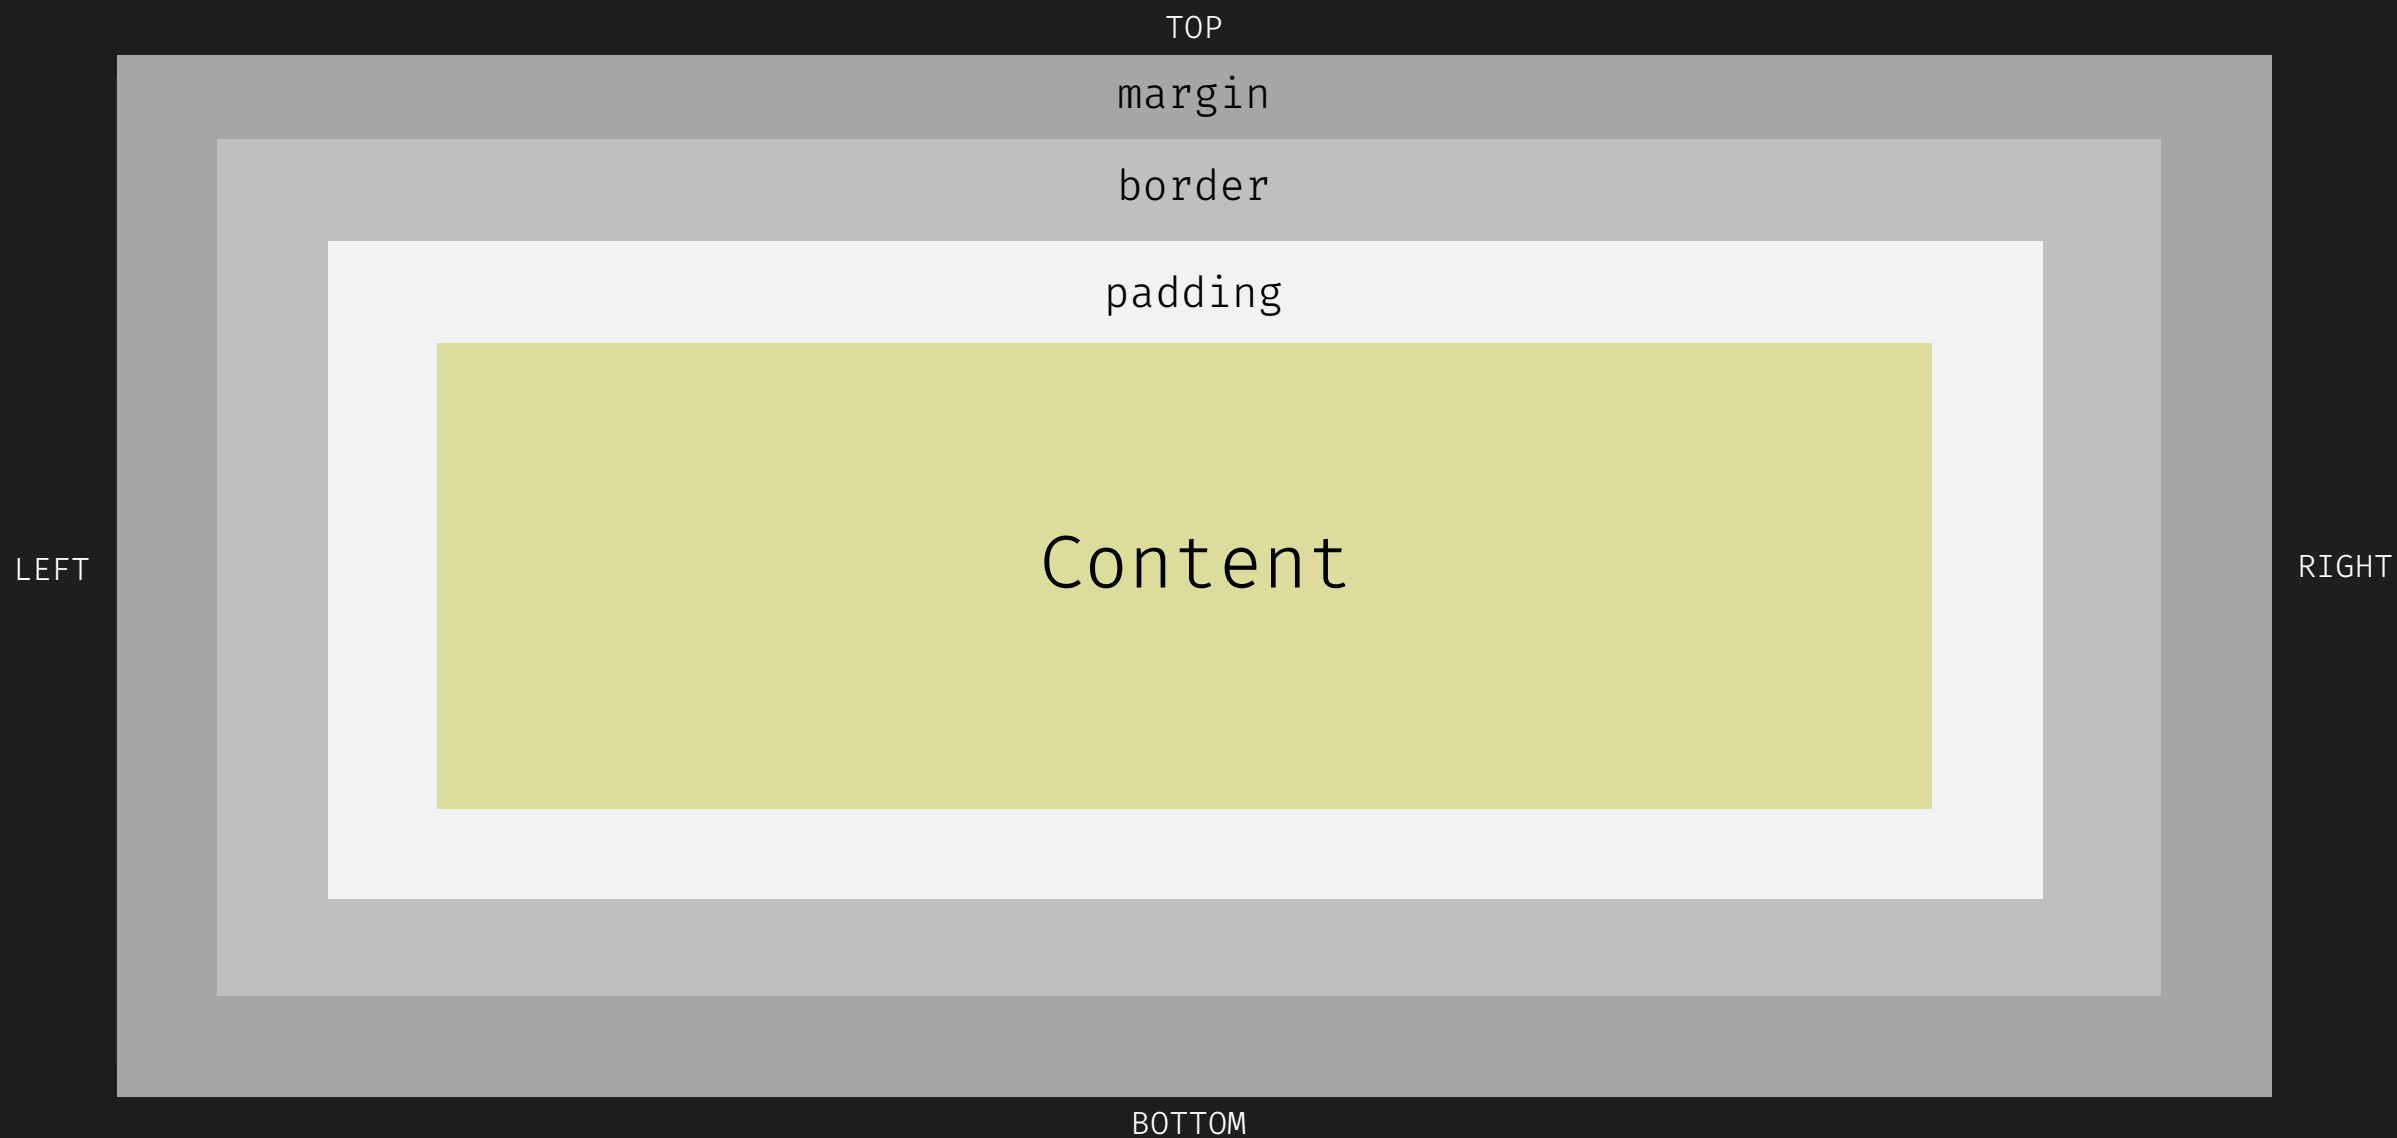 TOP
margin
border
padding
Content
LEFT
RIGHT
BOTTOM